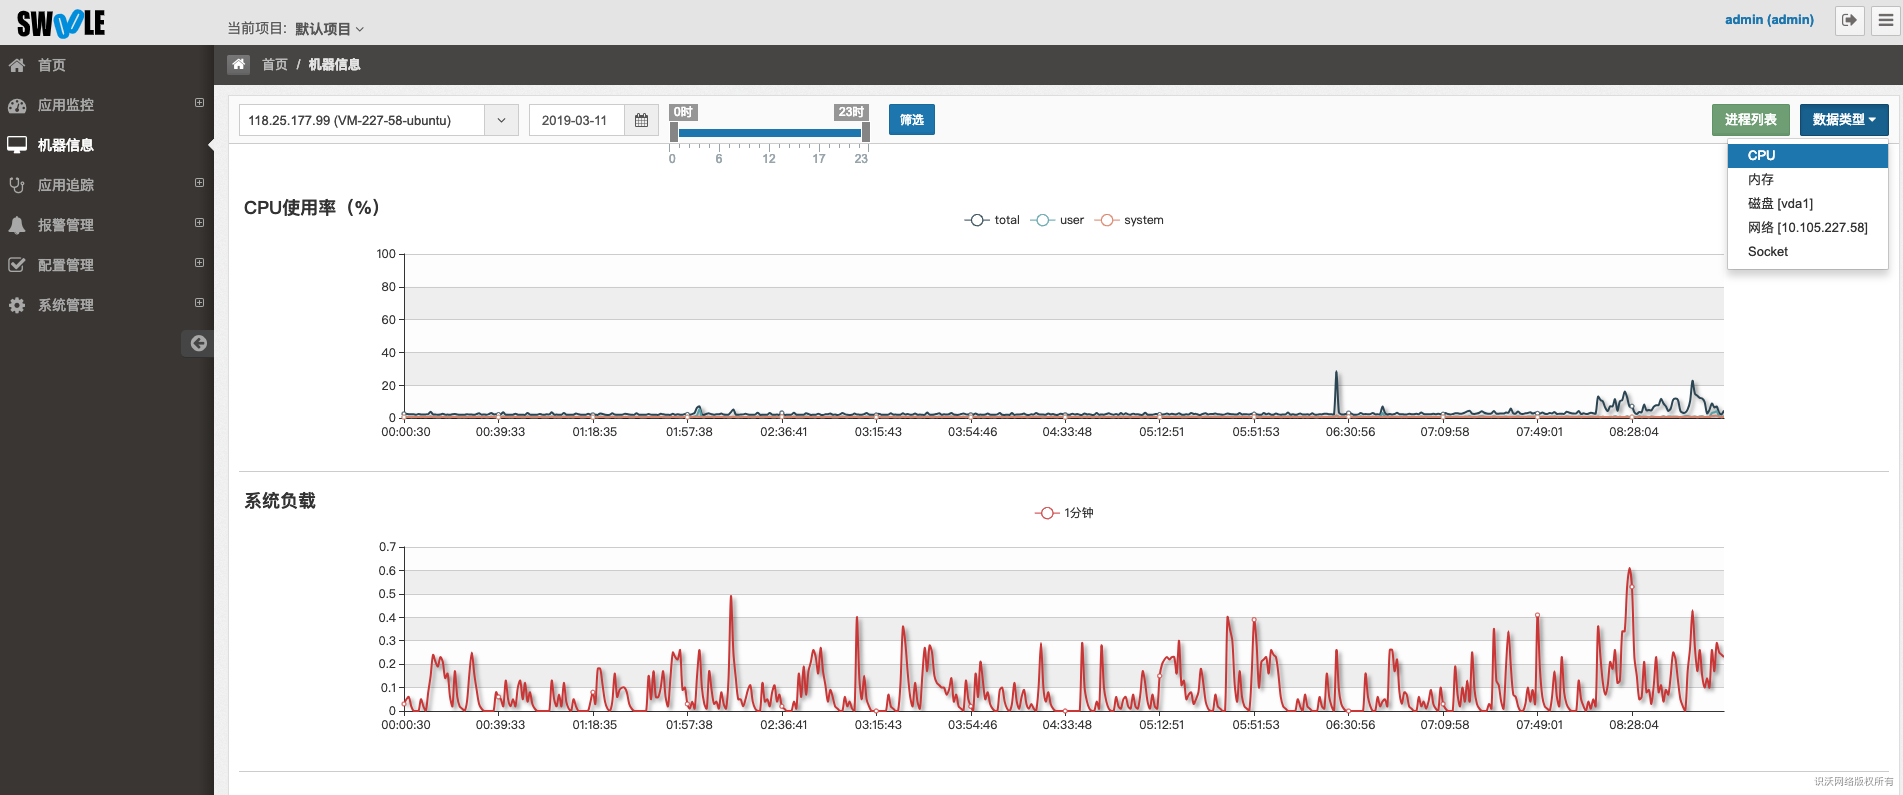 SWOOLE
当前项目: 默认项目
admin (admin)
首页
应用监控
机器信息
应用追踪
报警管理
配置管理
系统管理
首页 / 机器信息
118.25.177.99 (VM-227-58-ubuntu)
2019-03-11
0时
23时
0 6 12 17 23
筛选
进程列表
数据类型
CPU
内存
磁盘 [vda1]
网络 [10.105.227.58]
Socket
CPU使用率（%）
total user system
100
80
60
40
20
0
00:00:30 00:39:33 01:18:35 01:57:38 02:36:41 03:15:43 03:54:46 04:33:48 05:12:51 05:51:53 06:30:56 07:09:58 07:49:01 08:28:04
系统负载
1分钟
0.7
0.6
0.5
0.4
0.3
0.2
0.1
0
00:00:30 00:39:33 01:18:35 01:57:38 02:36:41 03:15:43 03:54:46 04:33:48 05:12:51 05:51:53 06:30:56 07:09:58 07:49:01 08:28:04
识沃网络版权所有